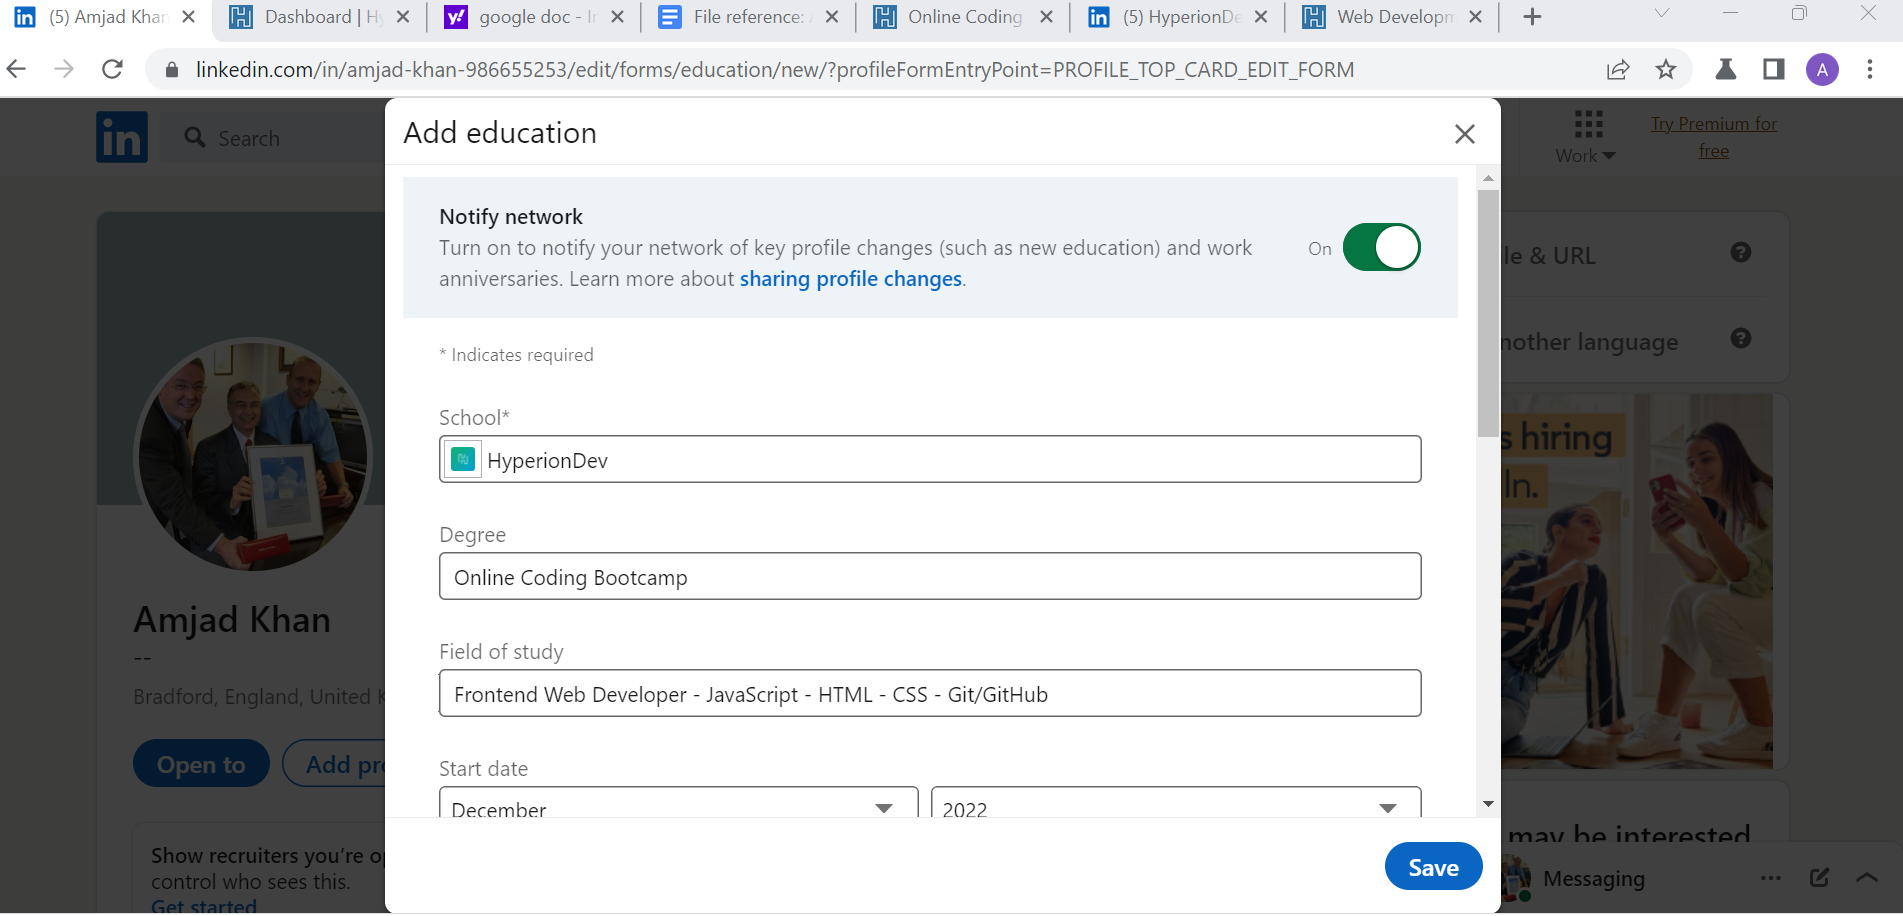 (5) Amjad Khan
Dashboard | Hy
google doc - In
File reference: A
Online Coding
(5) HyperionDe
Web Developm
linkedin.com/in/amjad-khan-986655253/edit/forms/education/new/?profileFormEntryPoint=PROFILE_TOP_CARD_EDIT_FORM
A
in
Search
Work
Try Premium for
free
Add education
Notify network
Turn on to notify your network of key profile changes (such as new education) and work
anniversaries. Learn more about sharing profile changes.
On
* Indicates required
School*
HyperionDev
Degree
Online Coding Bootcamp
Field of study
Frontend Web Developer - JavaScript - HTML - CSS - Git/GitHub
Start date
December
2022
Save
Amjad Khan
--
Bradford, England, United K
Open to
Add pro
Show recruiters you're op
control who sees this.
Get started
le & URL
nother language
s hiring
In.
may be interested
Messaging